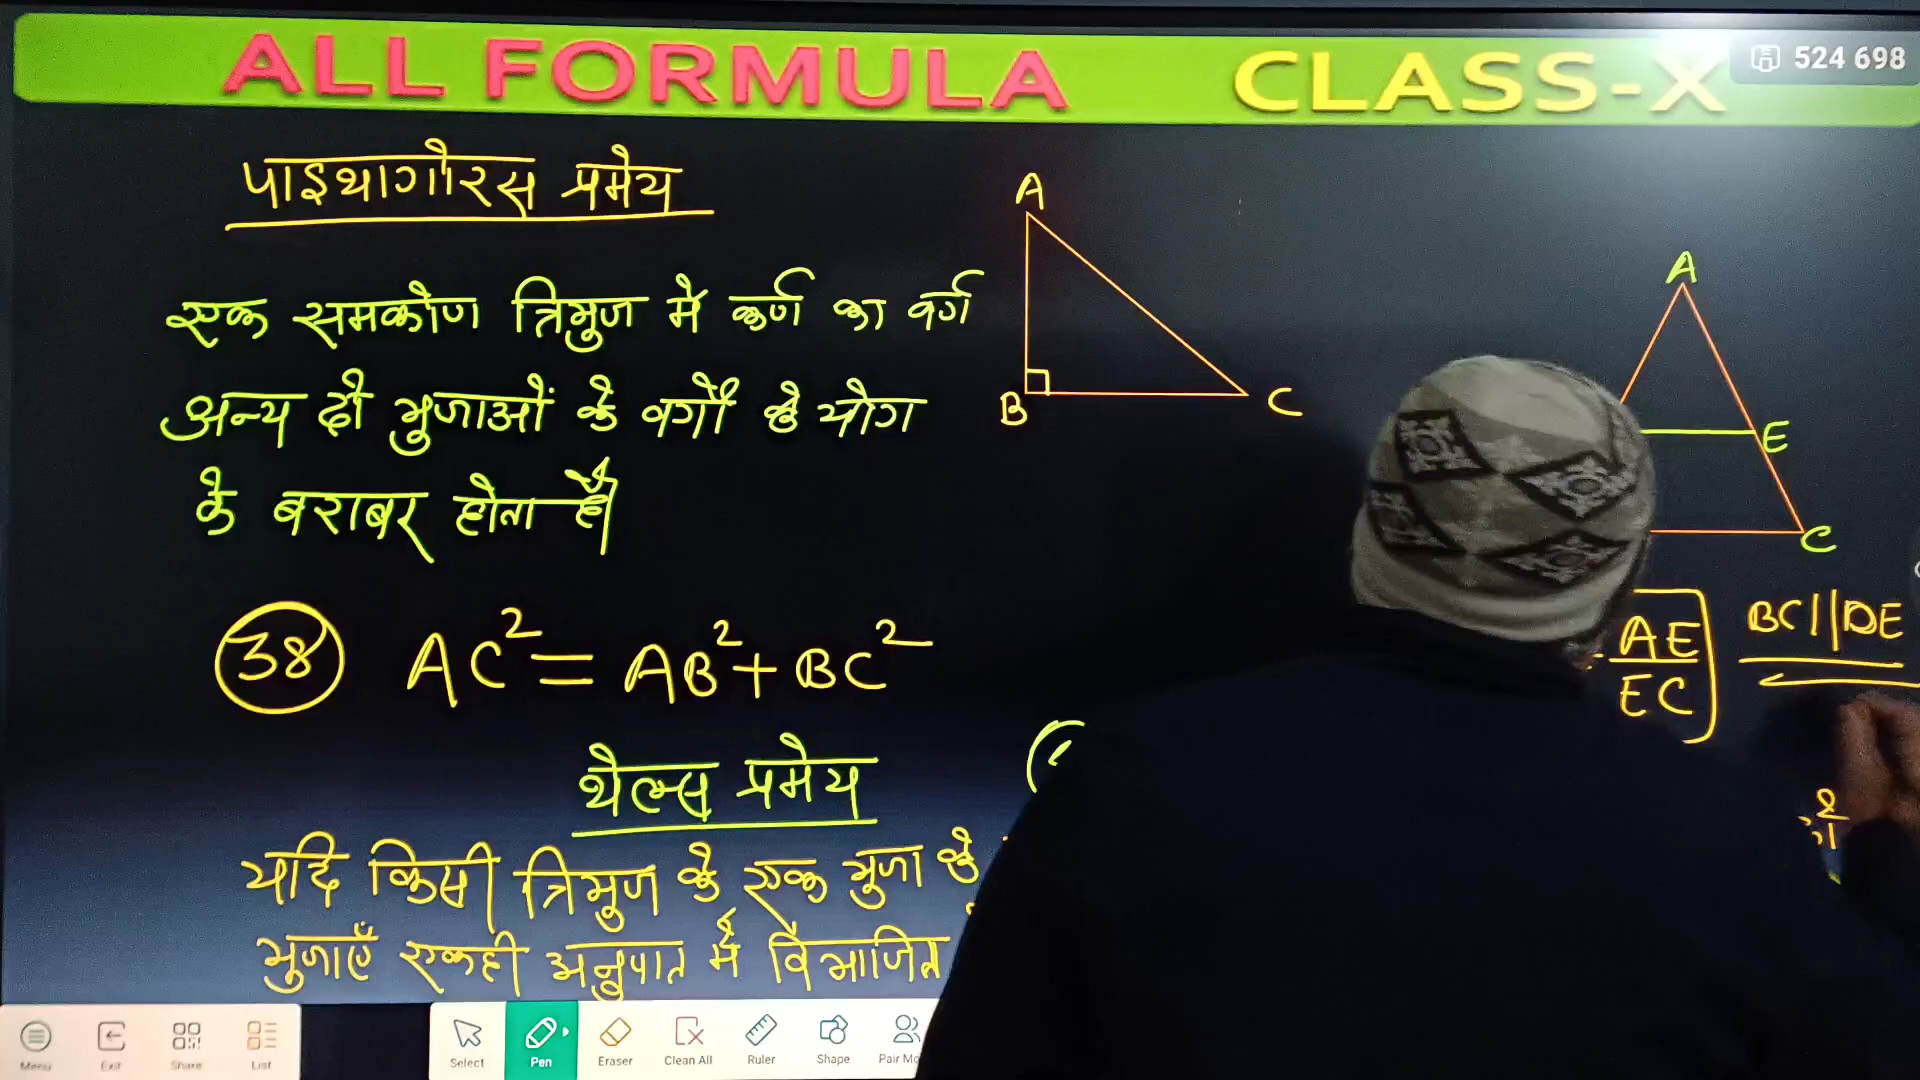 ALL FORMULA CLASS-X
524 698
पाइथागोरस प्रमेय
एक समकोण त्रिभुज में कर्ण का वर्ग
अन्य दो भुजाओं के वर्गों के योग
के बराबर होता है।
A
B
C
A
E
C
38 AC² = AB² + BC²
AE
EC
BC||DE
थैल्स प्रमेय
यदि किसी त्रिभुज के एक भुजा के
भुजाएँ एक ही अनुपात में विभाजित
Menu Exit Share List Select Pen Eraser Clean All Ruler Shape Pair